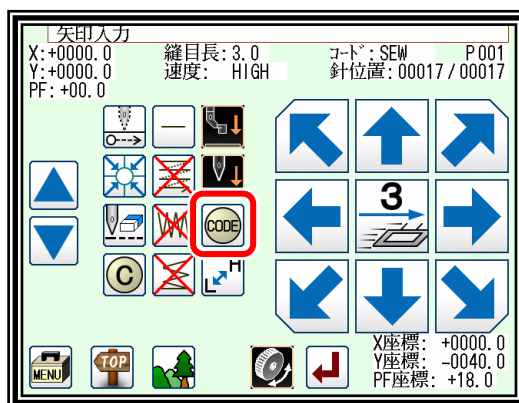 矢印入力
X:+0000.0 縫目長:3.0 コード:SEW P001
Y:+0000.0 速度: HIGH 針位置:00017/00017
PF:+00.0
3
CODE
C
L H
X座標: +0000.0
Y座標: -0040.0
PF座標: +18.0
MENU
TOP